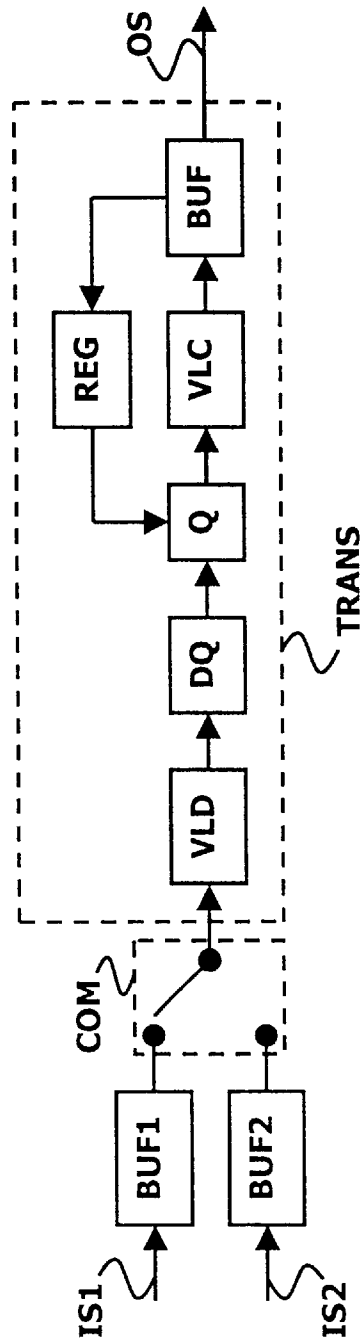 IS1
IS2
BUF1
BUF2
COM
VLD
DQ
Q
VLC
BUF
REG
TRANS
OS